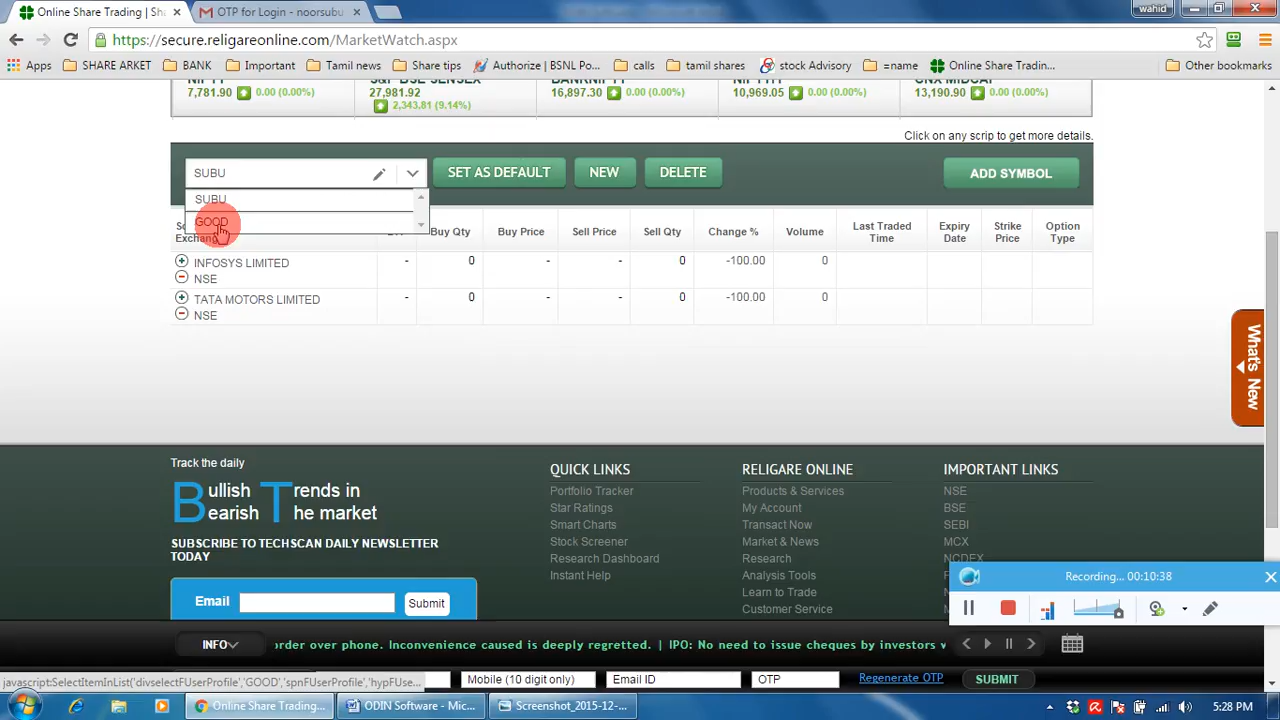 Online Share Trading | Sha
OTP for Login - noorsubu
wahid
https://secure.religareonline.com/MarketWatch.aspx
Apps SHARE ARKET BANK Important Tamil news Share tips Authorize | BSNL Po... calls tamil shares stock Advisory =name Online Share Tradin... Other bookmarks
NIFTY S&P BSE SENSEX BANKNIFTY NIFTYIT CNX MIDCAP
7,781.90 0.00 (0.00%) 27,981.92 16,897.30 0.00 (0.00%) 10,969.05 0.00 (0.00%) 13,190.90 0.00 (0.00%)
2,343.81 (9.14%)
Click on any scrip to get more details.
SUBU SET AS DEFAULT NEW DELETE ADD SYMBOL
SUBU
GOOD
Exchange Buy Qty Buy Price Sell Price Sell Qty Change % Volume Last Traded Time Expiry Date Strike Price Option Type
INFOSYS LIMITED - 0 - - 0 -100.00 0
NSE
TATA MOTORS LIMITED - 0 - - 0 -100.00 0
NSE
What's New
Track the daily
Bullish Trends in
Bearish The market
SUBSCRIBE TO TECHSCAN DAILY NEWSLETTER
TODAY
Email Submit
QUICK LINKS
Portfolio Tracker
Star Ratings
Smart Charts
Stock Screener
Research Dashboard
Instant Help
RELIGARE ONLINE
Products & Services
My Account
Transact Now
Market & News
Research
Analysis Tools
Learn to Trade
Customer Service
IMPORTANT LINKS
NSE
BSE
SEBI
MCX
NCDEX
Recording... 00:10:38
INFO order over phone. Inconvenience caused is deeply regretted. | IPO: No need to issue cheques by investors w
javascript:SelectItemInList('divselectFUserProfile','GOOD','spnFUserProfile','hypFUse...
Mobile (10 digit only) Email ID OTP Regenerate OTP SUBMIT
Online Share Trading... ODIN Software - Mic... Screenshot_2015-12-... 5:28 PM